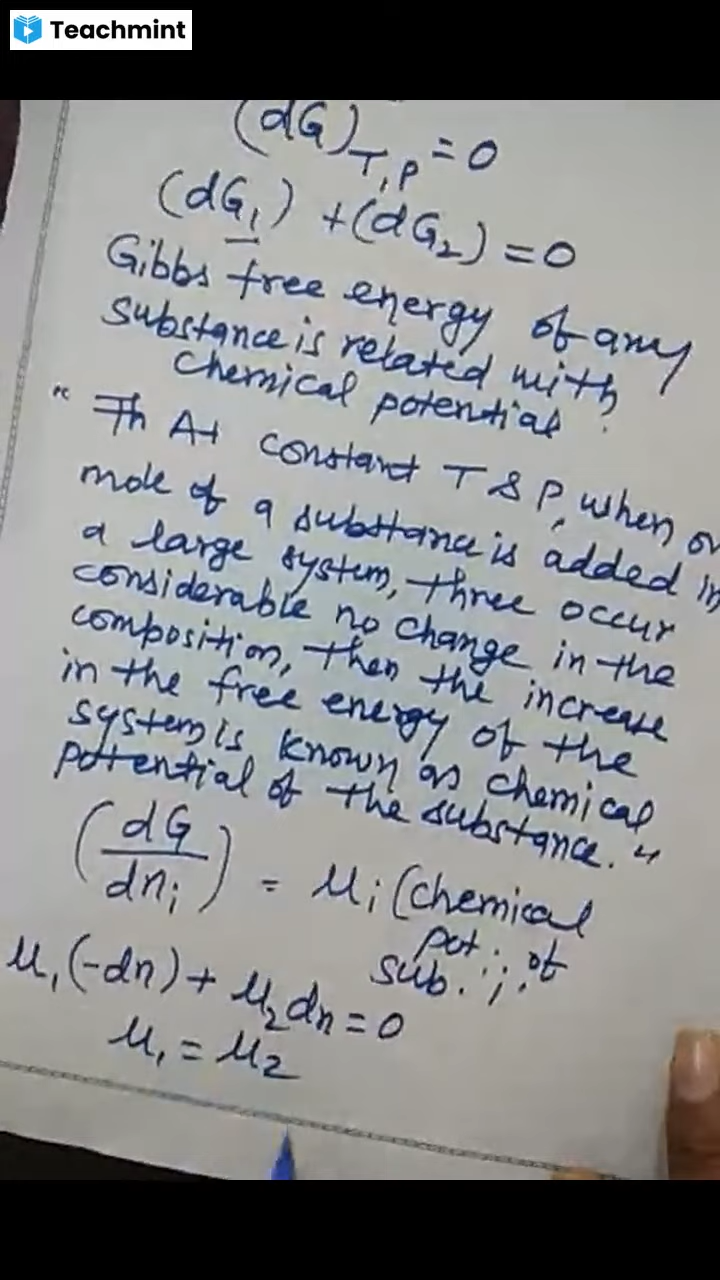 Teachmint
(dG)T,P = 0
(dG₁) + (dG₂) = 0
Gibbs free energy of any
substance is related with
chemical potential.
" Th At constant T & P, when on
mole of a substance is added in
a large system, three occur
considerable no change in the
composition, then the increase
in the free energy of the
system is known as chemical
potential of the substance. "
(dG/dnᵢ) = μᵢ (chemical
pot. of
sub. i.
μ₁(-dn) + μ₂dn = 0
μ₁ = μ₂